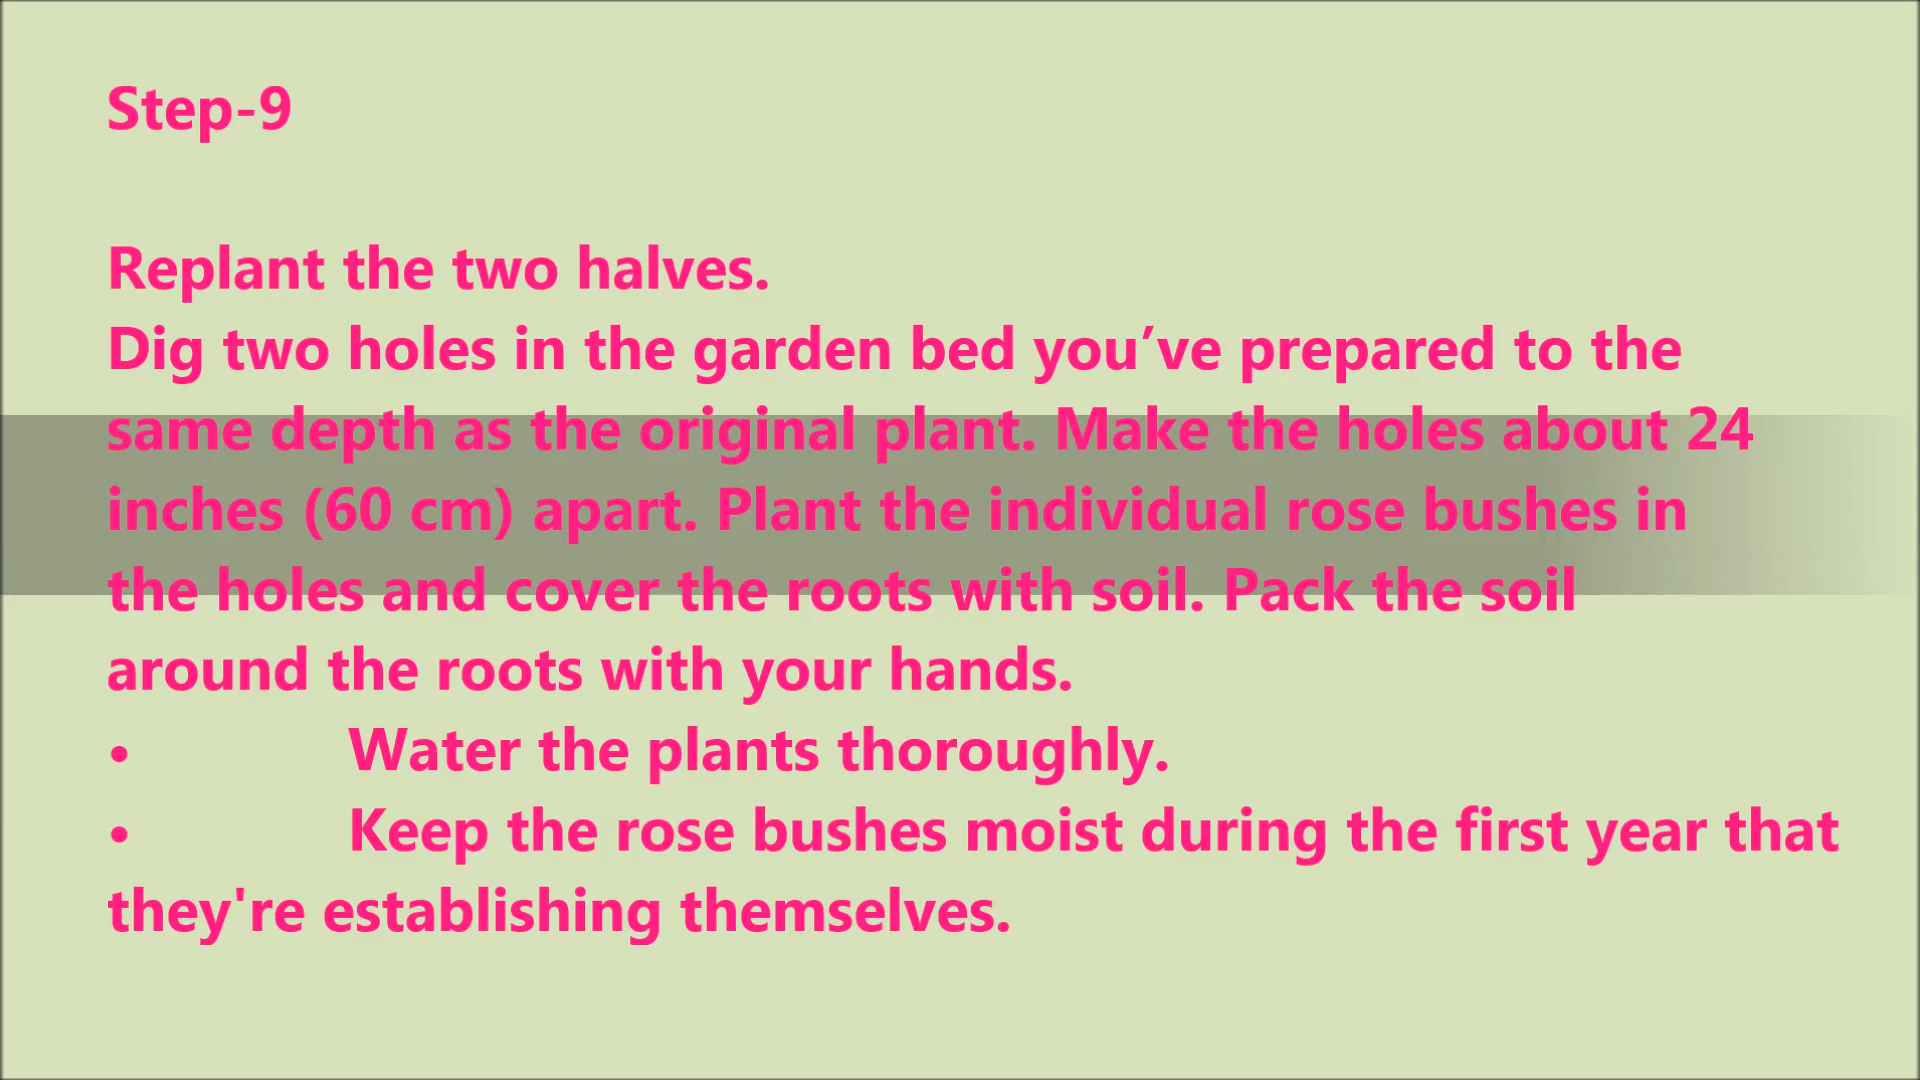 Step-9
Replant the two halves.
Dig two holes in the garden bed you’ve prepared to the
same depth as the original plant. Make the holes about 24
inches (60 cm) apart. Plant the individual rose bushes in
the holes and cover the roots with soil. Pack the soil
around the roots with your hands.
• Water the plants thoroughly.
• Keep the rose bushes moist during the first year that
they're establishing themselves.